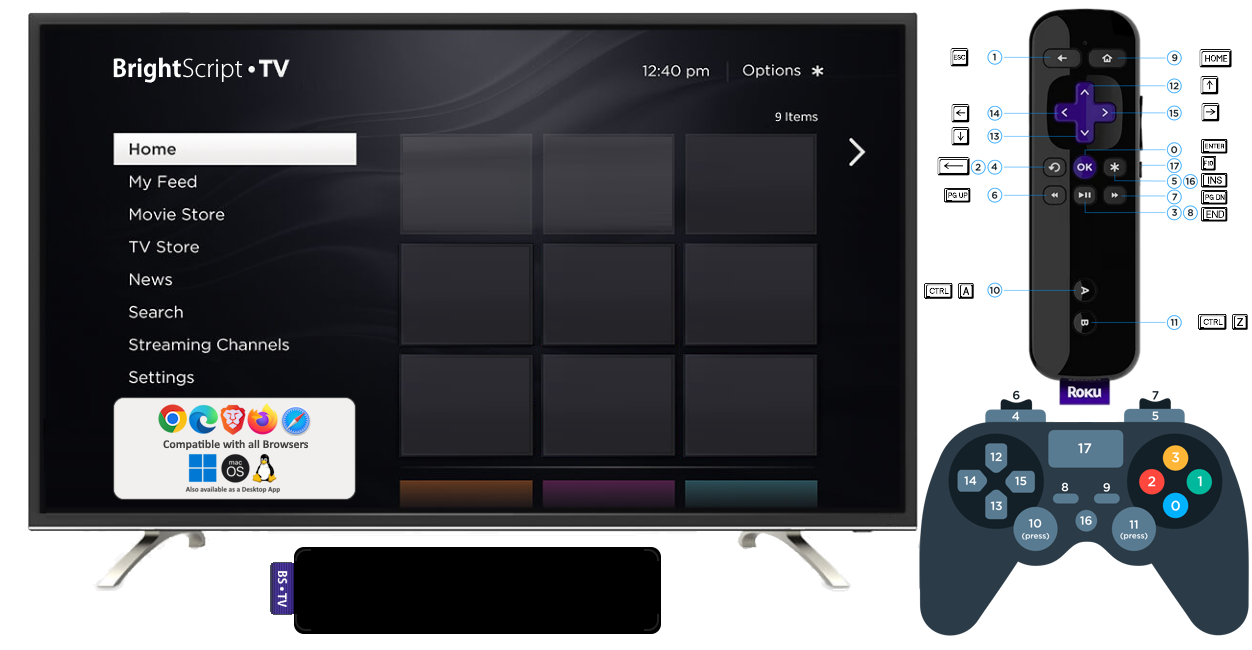 BrightScript • TV
12:40 pm
Options ✱
9 Items
Home
My Feed
Movie Store
TV Store
News
Search
Streaming Channels
Settings
Compatible with all Browsers
mac
OS
Also available as a Desktop App
BS • TV
ESC
1
9
HOME
12
↑
←
14
15
→
↓
13
0
ENTER
←
2
4
OK
17
F10
5
16
INS
PG UP
6
7
PG DN
3
8
END
CTRL
A
10
A
B
11
CTRL
Z
ROKU
6
7
4
5
17
12
14
15
13
8
9
16
10
(press)
11
(press)
3
2
1
0